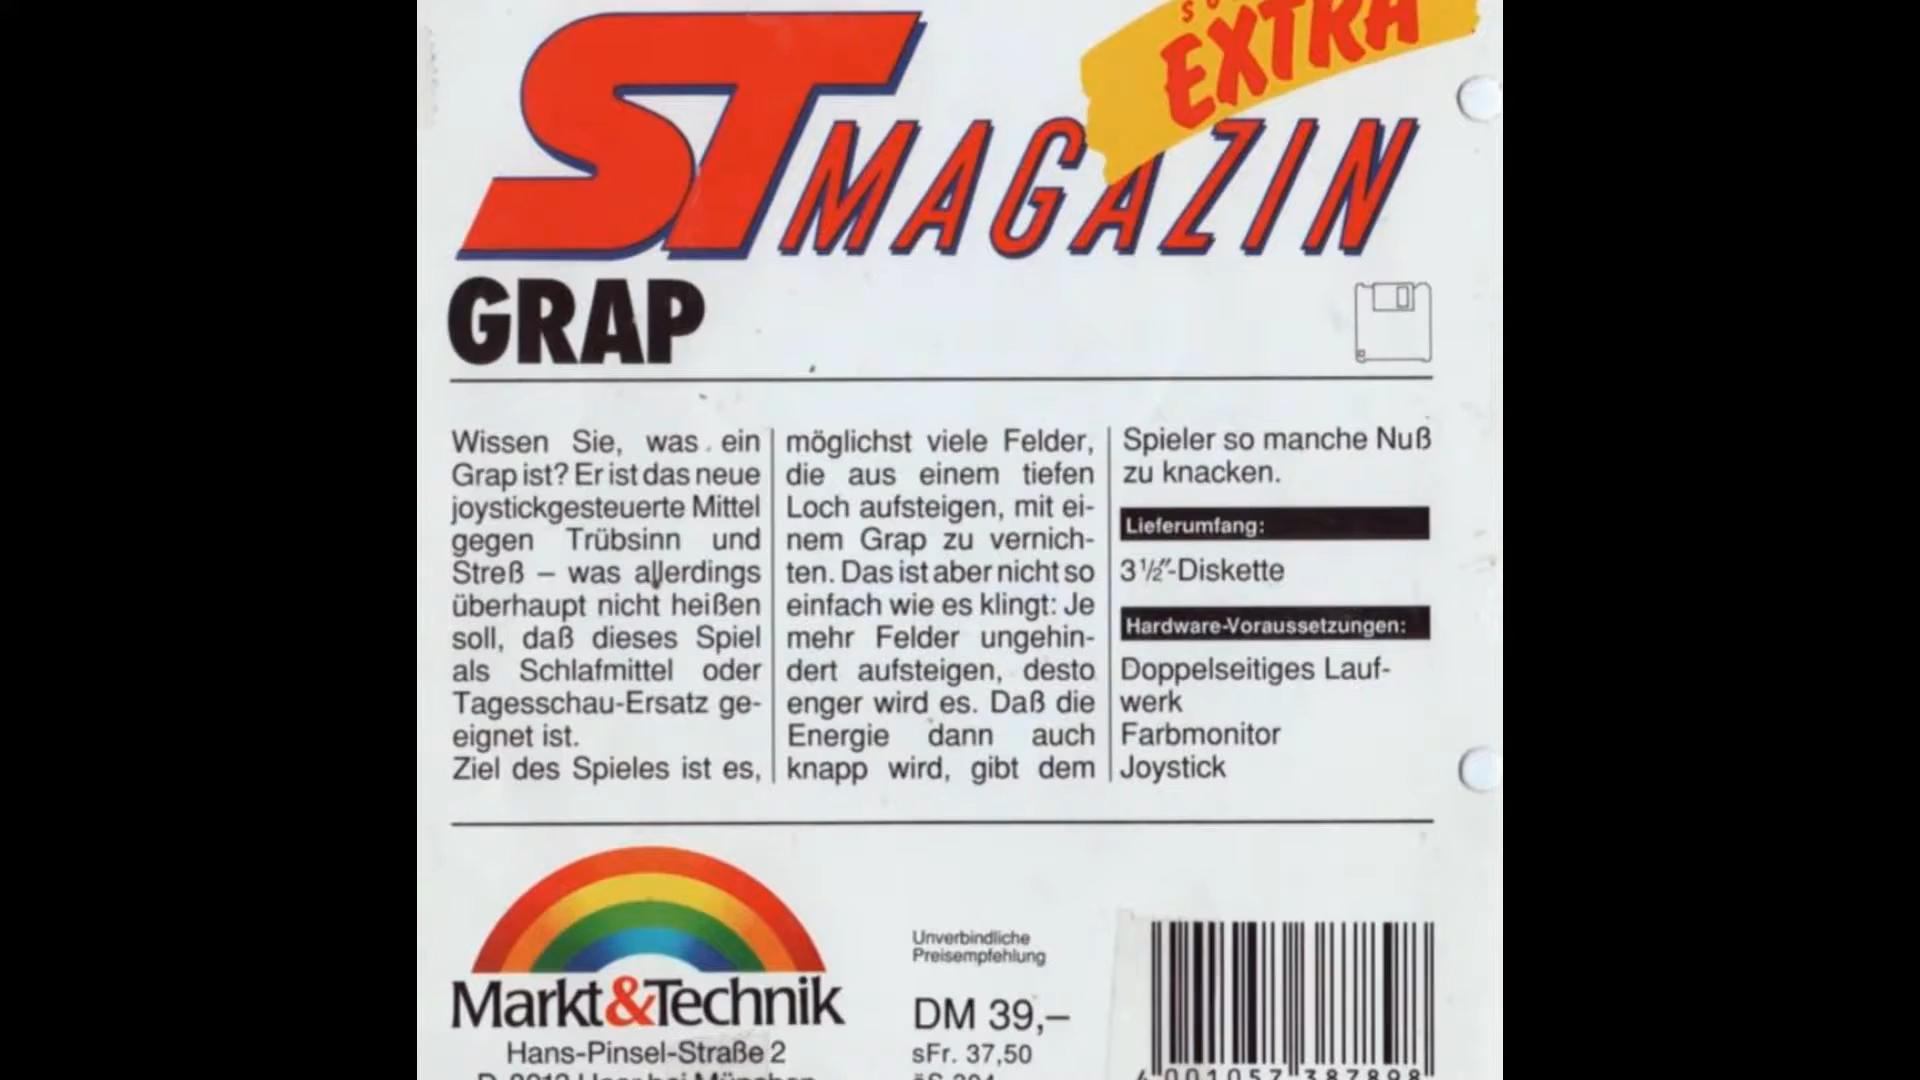 EXTRA
ST MAGAZIN
GRAP
Wissen Sie, was ein
Grap ist? Er ist das neue
joystickgesteuerte Mittel
gegen Trübsinn und
Streß – was allerdings
überhaupt nicht heißen
soll, daß dieses Spiel
als Schlafmittel oder
Tagesschau-Ersatz ge-
eignet ist.
Ziel des Spieles ist es,
möglichst viele Felder,
die aus einem tiefen
Loch aufsteigen, mit ei-
nem Grap zu vernich-
ten. Das ist aber nicht so
einfach wie es klingt: Je
mehr Felder ungehin-
dert aufsteigen, desto
enger wird es. Daß die
Energie dann auch
knapp wird, gibt dem
Spieler so manche Nuß
zu knacken.
Lieferumfang:
3½"-Diskette
Hardware-Voraussetzungen:
Doppelseitiges Lauf-
werk
Farbmonitor
Joystick
Markt&Technik
Hans-Pinsel-Straße 2
Unverbindliche
Preisempfehlung
DM 39,–
sFr. 37,50
4 001057 387898